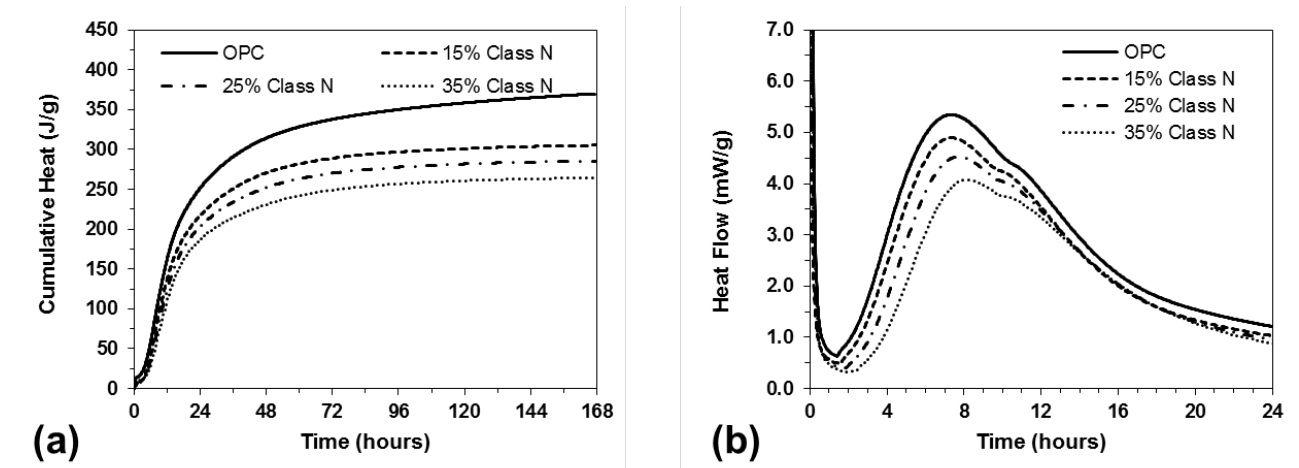 450
400
350
300
250
200
150
100
50
0
Cumulative Heat (J/g)
OPC
15% Class N
25% Class N
35% Class N
0 24 48 72 96 120 144 168
Time (hours)
(a)
7.0
6.0
5.0
4.0
3.0
2.0
1.0
0.0
Heat Flow (mW/g)
OPC
15% Class N
25% Class N
35% Class N
0 4 8 12 16 20 24
Time (hours)
(b)